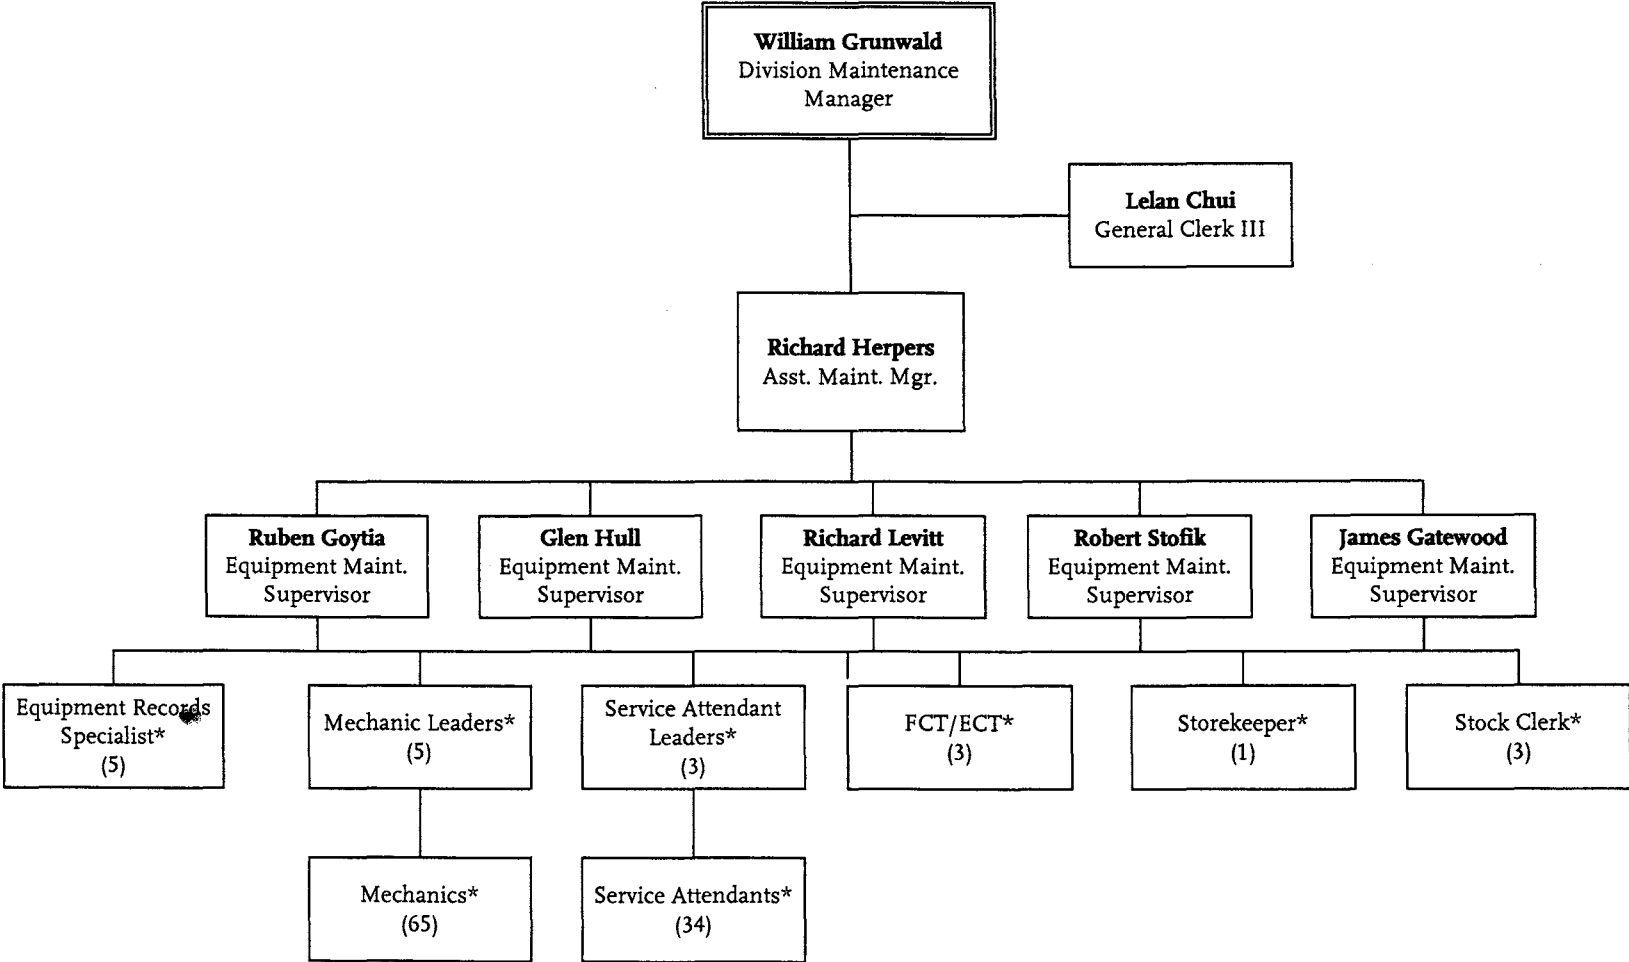 William Grunwald
Division Maintenance
Manager
Lelan Chui
General Clerk III
Richard Herpers
Asst. Maint. Mgr.
Ruben Goytia
Equipment Maint.
Supervisor
Glen Hull
Equipment Maint.
Supervisor
Richard Levitt
Equipment Maint.
Supervisor
Robert Stofik
Equipment Maint.
Supervisor
James Gatewood
Equipment Maint.
Supervisor
Equipment Records
Specialist*
(5)
Mechanic Leaders*
(5)
Service Attendant
Leaders*
(3)
FCT/ECT*
(3)
Storekeeper*
(1)
Stock Clerk*
(3)
Mechanics*
(65)
Service Attendants*
(34)